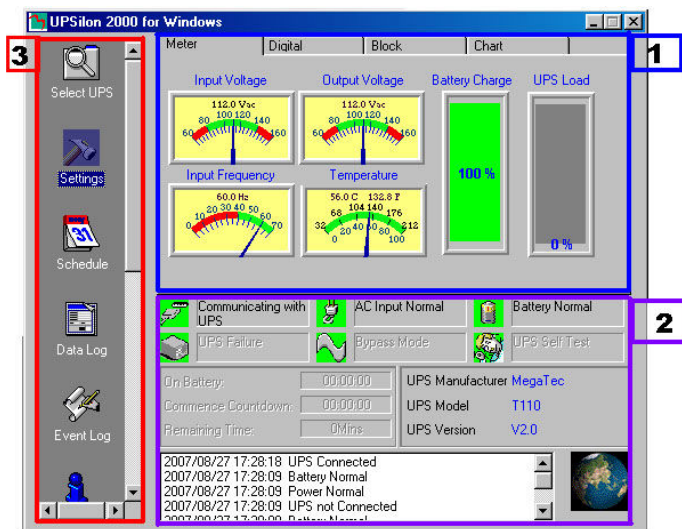 UPSilon 2000 for Windows
3
Select UPS
Settings
Schedule
31
Data Log
Event Log
1
Meter Digital Block Chart
Input Voltage Output Voltage Battery Charge UPS Load
112.0 Vac
60 80 100 120 140 160
112.0 Vac
60 80 100 120 140 160
100 %
0 %
Input Frequency Temperature
60.0 Hz
0 10 20 30 40 50 60 70
56.0 C 132.8 F
32 68 104 140 176 212
0 20 40 60 80 100
2
Communicating with UPS
AC Input Normal
Battery Normal
UPS Failure
Bypass Mode
UPS Self Test
On Battery: 00:00:00
Commence Countdown: 00:00:00
Remaining Time: 0Mins
UPS Manufacturer MegaTec
UPS Model T110
UPS Version V2.0
2007/08/27 17:28:18 UPS Connected
2007/08/27 17:28:09 Battery Normal
2007/08/27 17:28:09 Power Normal
2007/08/27 17:28:09 UPS not Connected